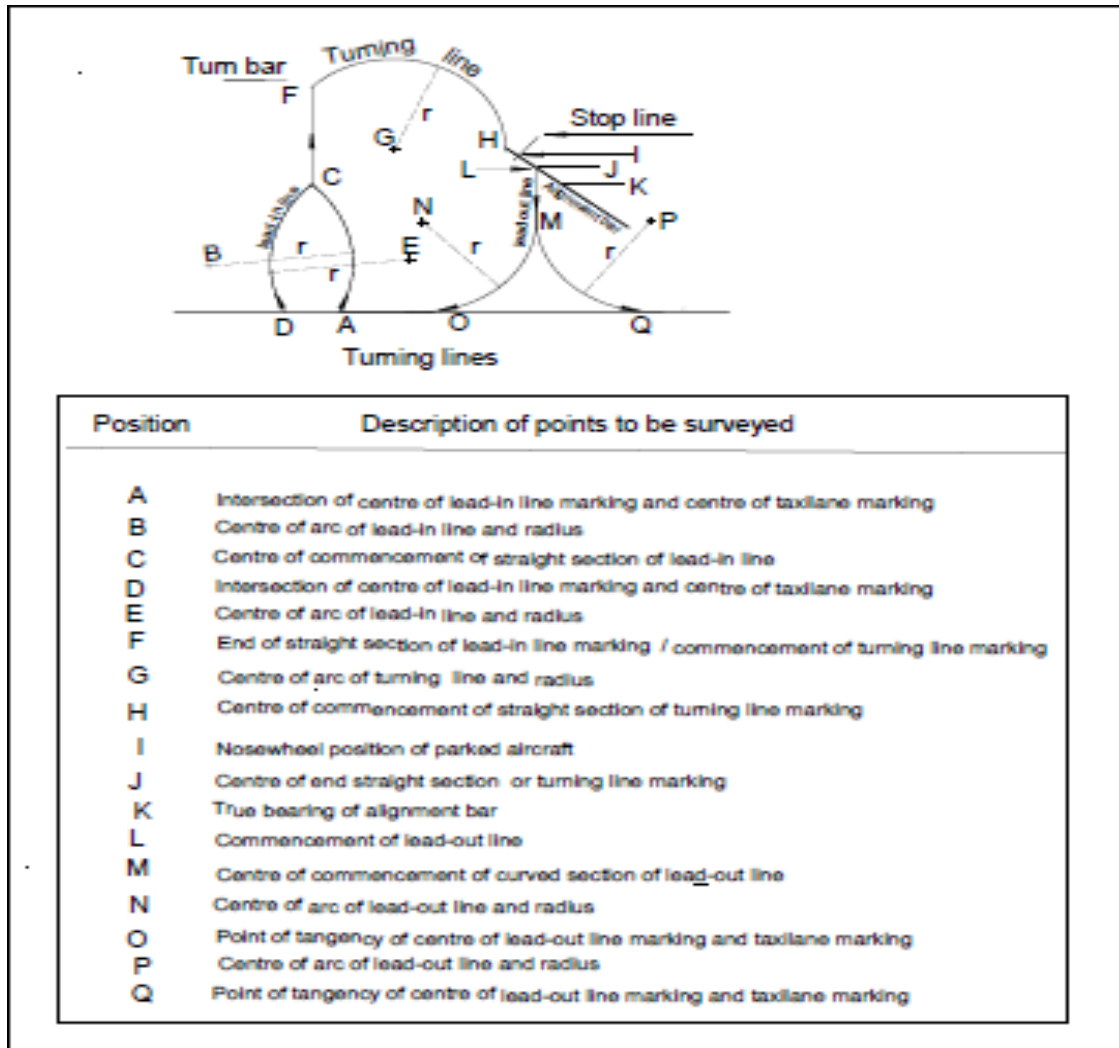 Turning line
Turn bar
F
r
G
H
Stop line
I
L
J
K
C
lead-in line
lead-out line
Alignment bar
N
M
P
B
E
r
r
r
r
D
A
O
Q
Turning lines
Position Description of points to be surveyed
A Intersection of centre of lead-in line marking and centre of taxilane marking
B Centre of arc of lead-in line and radius
C Centre of commencement of straight section of lead-in line
D Intersection of centre of lead-in line marking and centre of taxilane marking
E Centre of arc of lead-in line and radius
F End of straight section of lead-in line marking / commencement of turning line marking
G Centre of arc of turning line and radius
H Centre of commencement of straight section of turning line marking
I Nosewheel position of parked aircraft
J Centre of end straight section or turning line marking
K True bearing of alignment bar
L Commencement of lead-out line
M Centre of commencement of curved section of lead-out line
N Centre of arc of lead-out line and radius
O Point of tangency of centre of lead-out line marking and taxilane marking
P Centre of arc of lead-out line and radius
Q Point of tangency of centre of lead-out line marking and taxilane marking